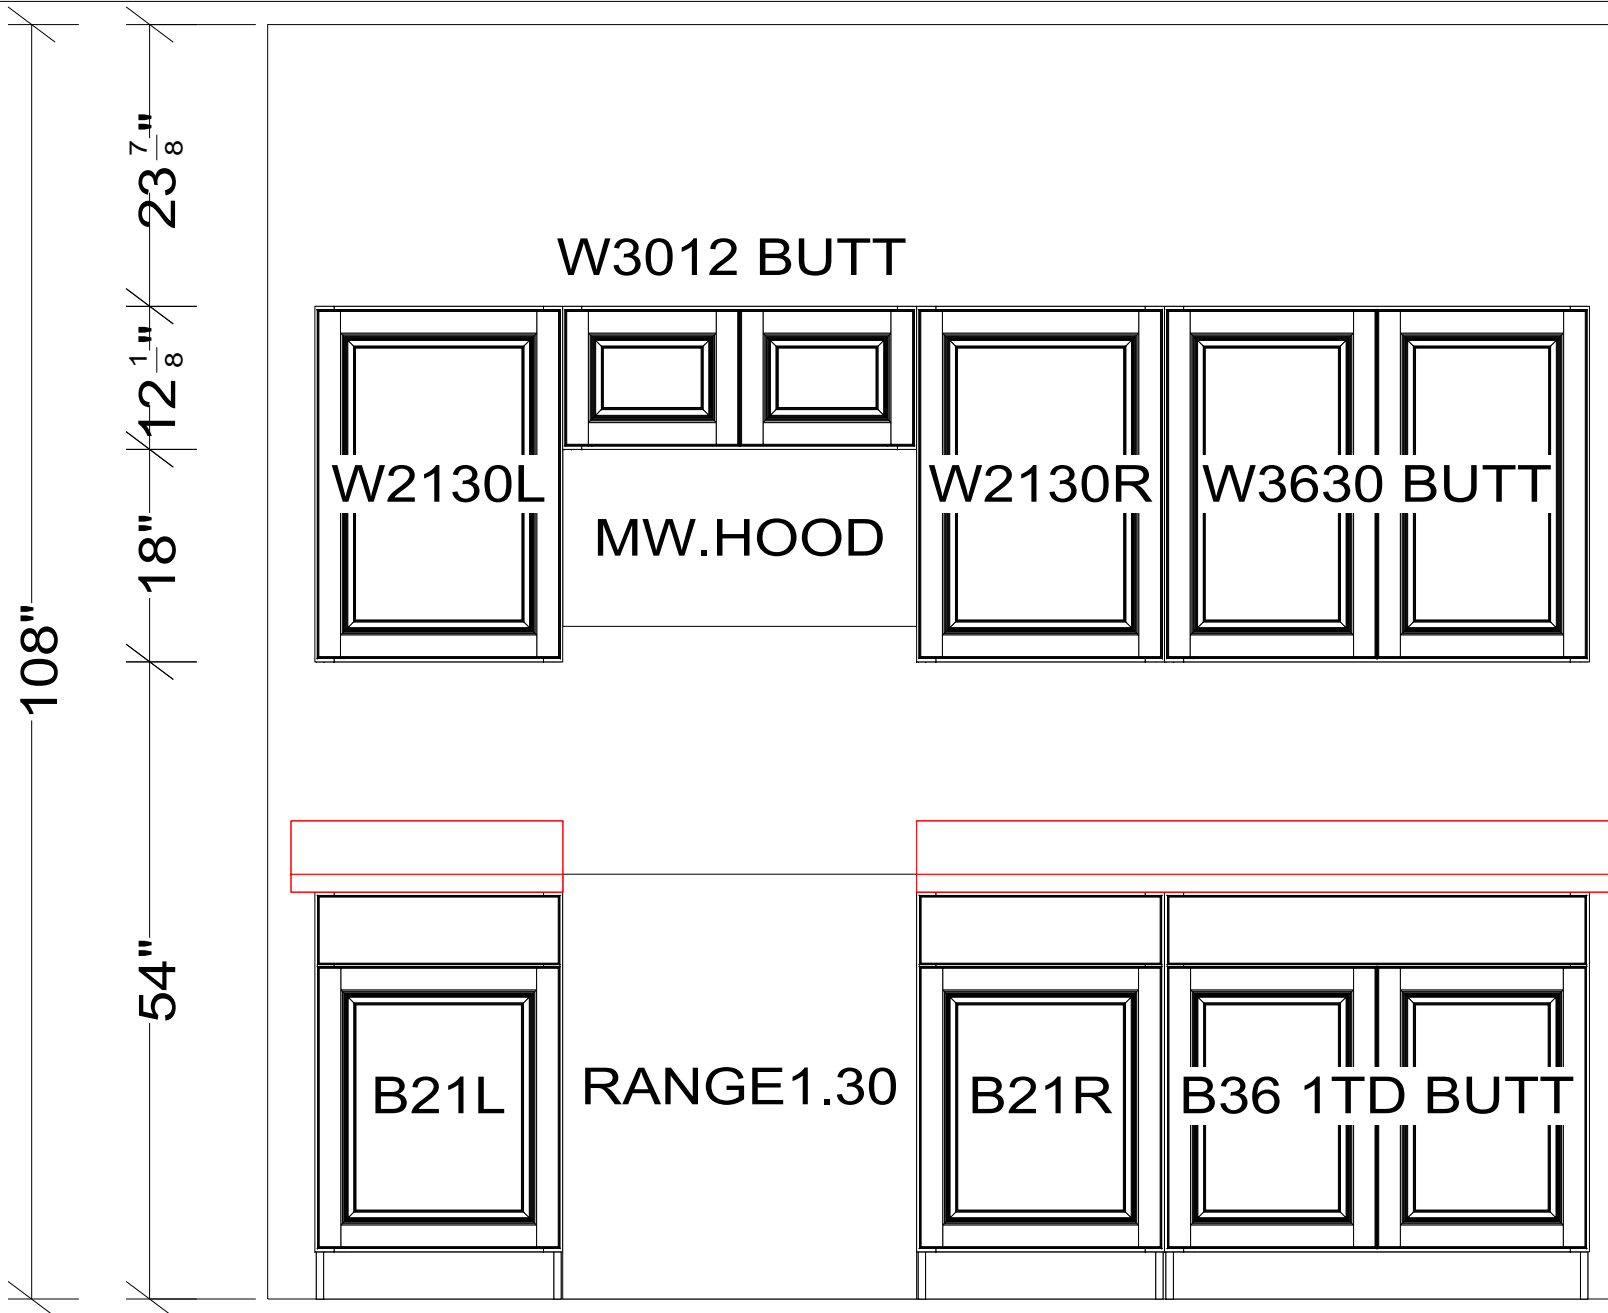 108"
23 7/8"
12 1/8"
18"
54"
W3012 BUTT
W2130L
MW.HOOD
W2130R
W3630 BUTT
B21L
RANGE1.30
B21R
B36 1TD BUTT